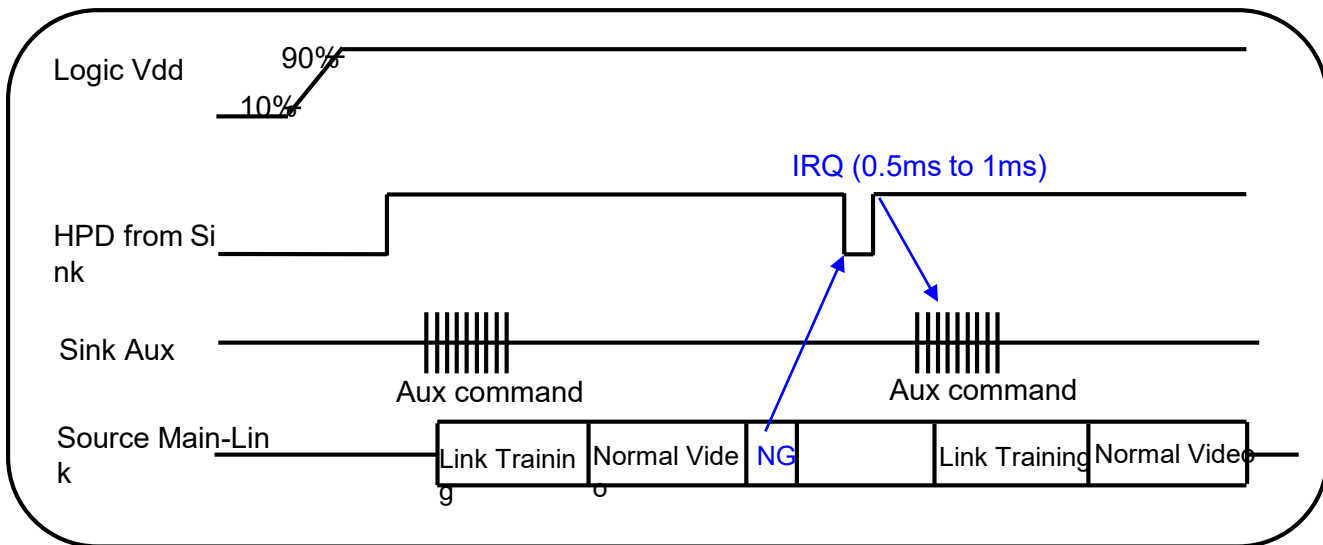 Logic Vdd
90%
10%
IRQ (0.5ms to 1ms)
HPD from Si
nk
Sink Aux
Aux command
Aux command
Source Main-Lin
k
Link Trainin
g
Normal Vide
o
NG
Link Training
Normal Video